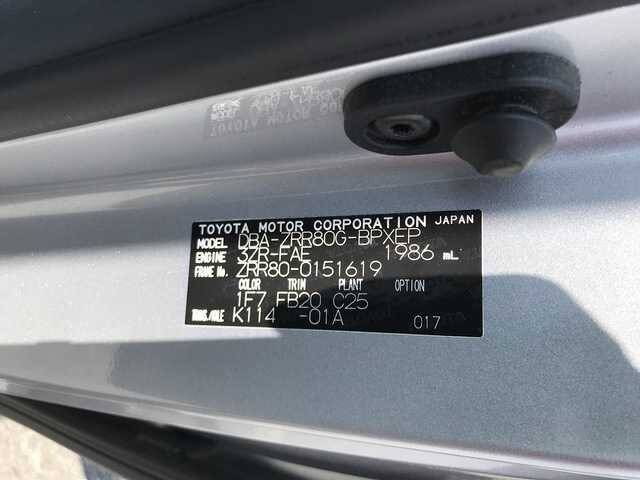 TOYOTA MOTOR CORPORATION JAPAN
MODEL DBA-ZRR80G-BPXEP
ENGINE 3ZR-FAE 1986 mL
FRAME No. ZRR80-0151619
COLOR TRIM PLANT OPTION
1F7 FB20 C25
TRANS./AXLE K114 -01A 017